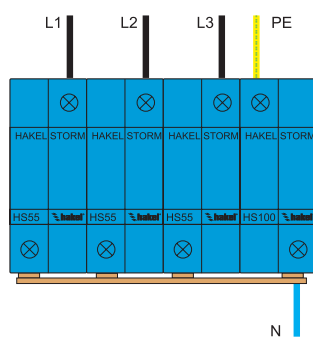 L1 L2 L3 PE
HAKEL STORM HAKEL STORM HAKEL STORM HAKEL STORM
HS55 hakel HS55 hakel HS55 hakel HS100
N